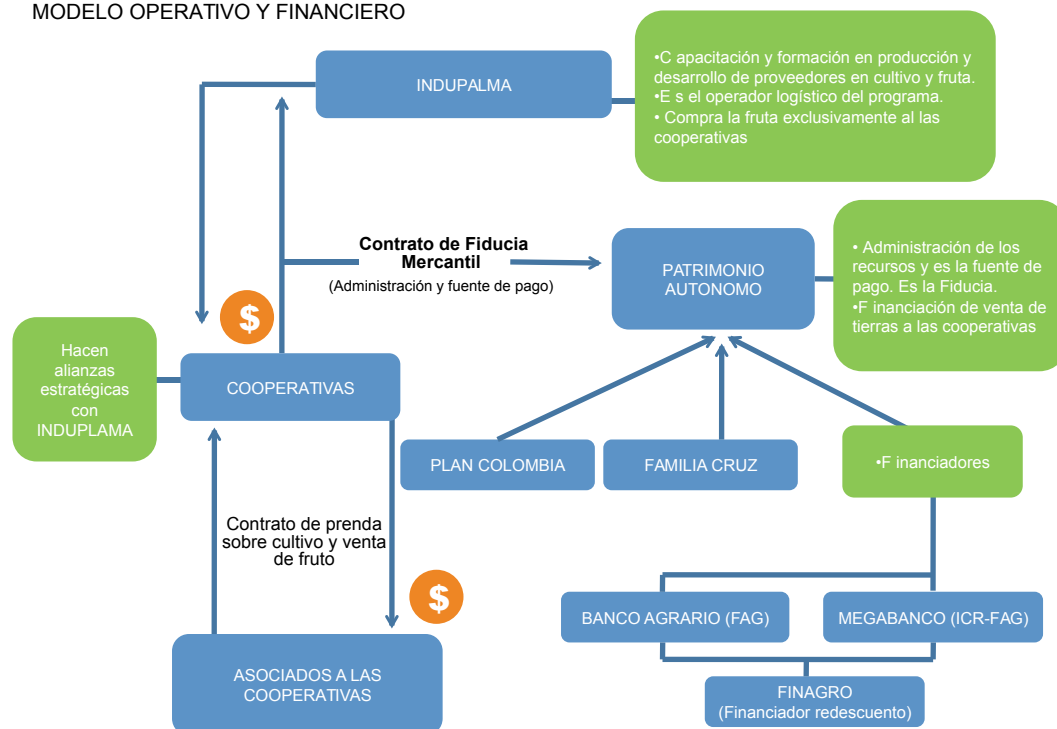 MODELO OPERATIVO Y FINANCIERO
INDUPALMA
•C apacitación y formación en producción y
desarrollo de proveedores en cultivo y fruta.
•E s el operador logístico del programa.
• Compra la fruta exclusivamente al las
cooperativas
Contrato de Fiducia
Mercantil
(Administración y fuente de pago)
PATRIMONIO
AUTONOMO
• Administración de los
recursos y es la fuente de
pago. Es la Fiducia.
•F inanciación de venta de
tierras a las cooperativas
$
Hacen
alianzas
estratégicas
con
INDUPLAMA
COOPERATIVAS
PLAN COLOMBIA
FAMILIA CRUZ
•F inanciadores
Contrato de prenda
sobre cultivo y venta
de fruto
$
BANCO AGRARIO (FAG)
MEGABANCO (ICR-FAG)
ASOCIADOS A LAS
COOPERATIVAS
FINAGRO
(Financiador redescuento)